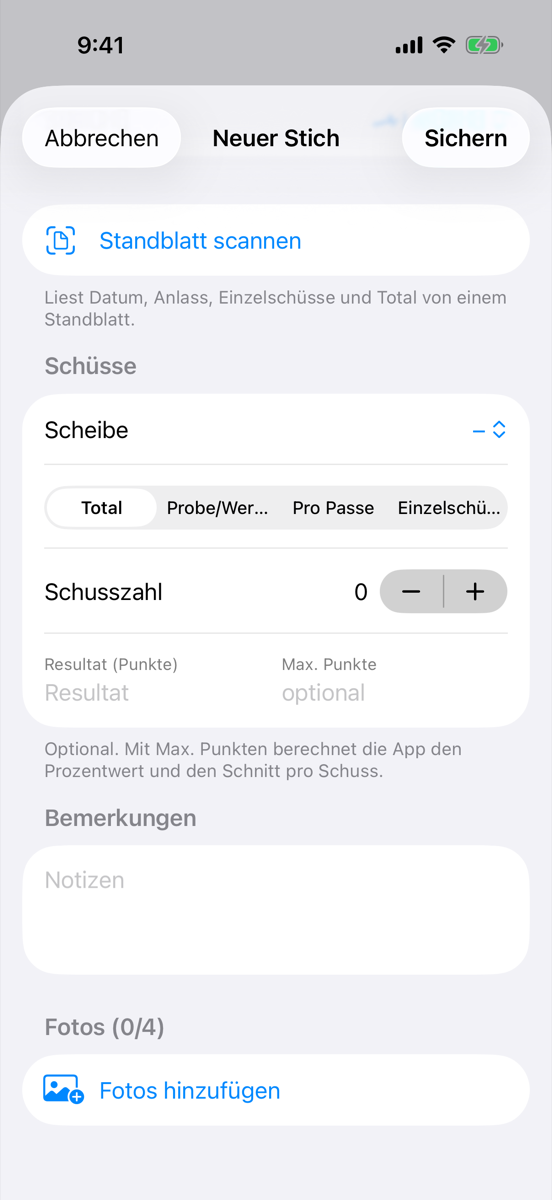 9:41
Abbrechen
Neuer Stich
Sichern
Standblatt scannen
Liest Datum, Anlass, Einzelschüsse und Total von einem
Standblatt.
Schüsse
Scheibe
–
Total
Probe/Wer...
Pro Passe
Einzelschü...
Schusszahl
0
Resultat (Punkte)
Max. Punkte
Resultat
optional
Optional. Mit Max. Punkten berechnet die App den
Prozentwert und den Schnitt pro Schuss.
Bemerkungen
Notizen
Fotos (0/4)
Fotos hinzufügen